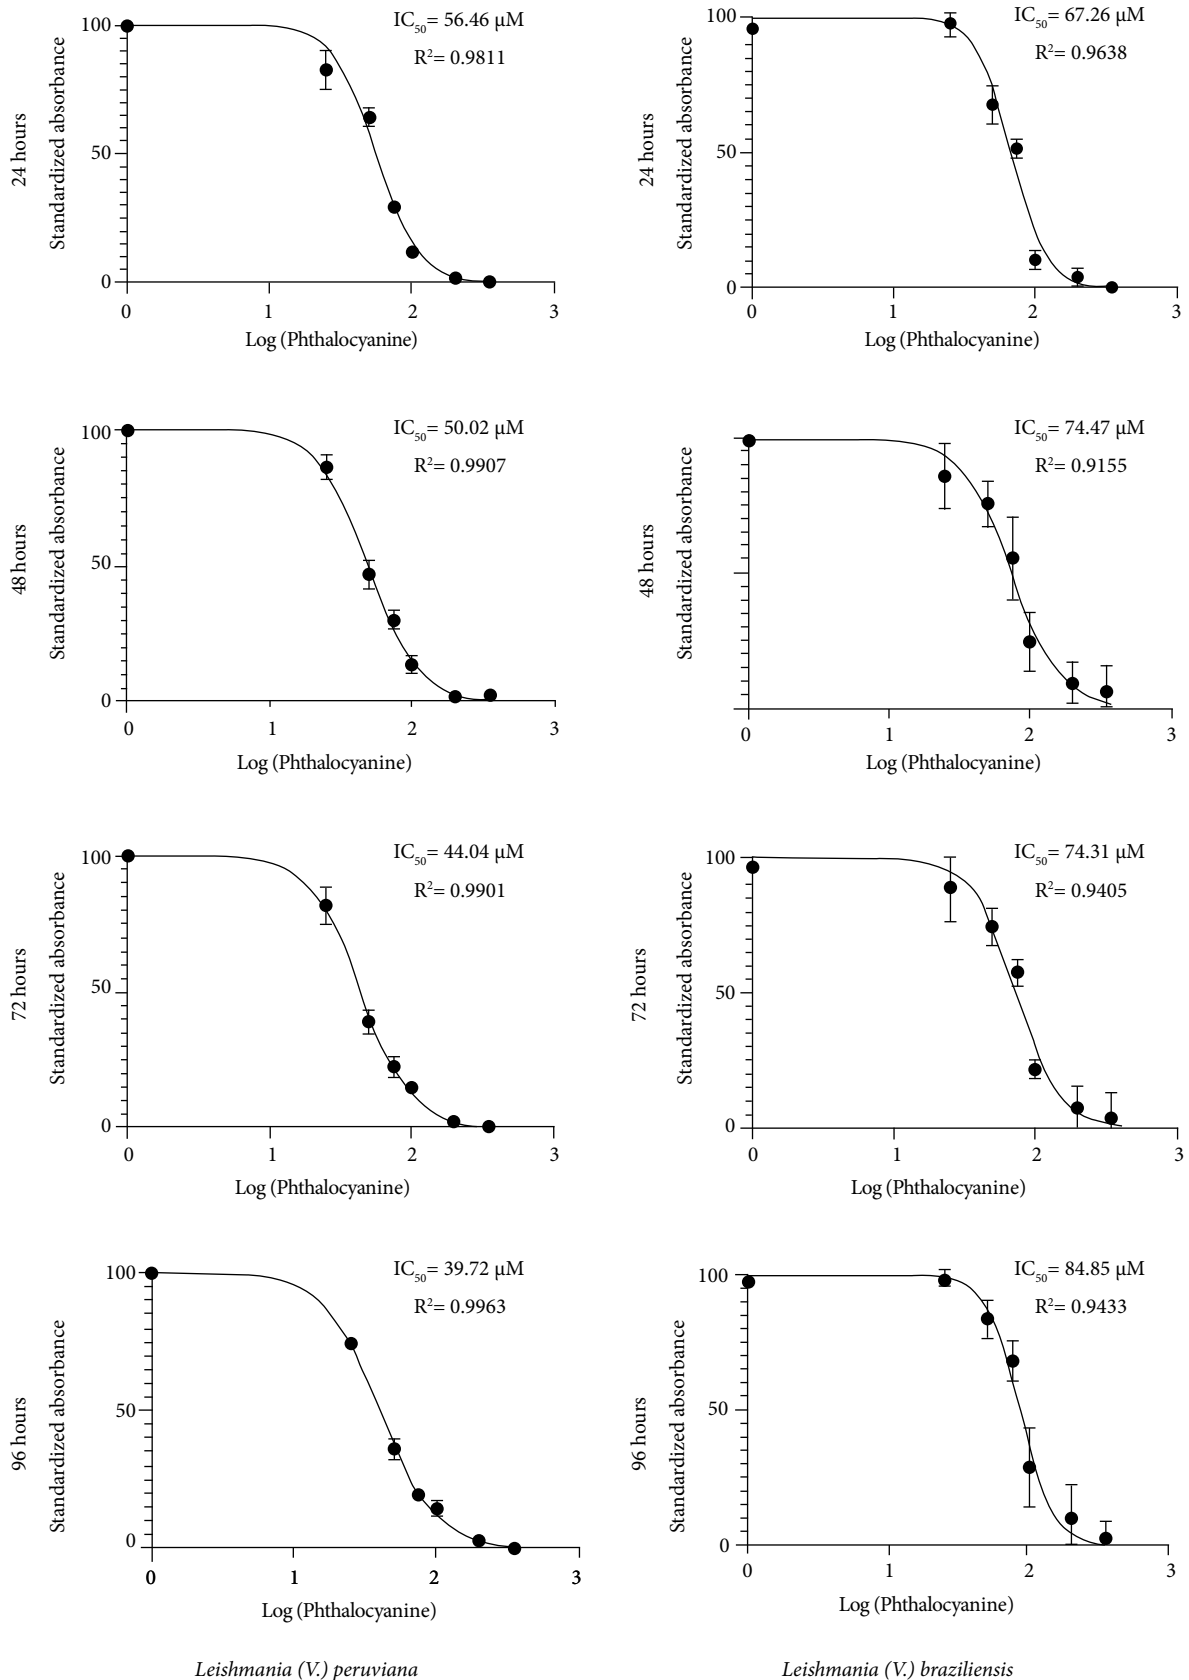 24 hours
Standardized absorbance
100
50
0
IC50= 56.46 μM
R2= 0.9811
0 1 2 3
Log (Phthalocyanine)
24 hours
Standardized absorbance
100
50
0
IC50= 67.26 μM
R2= 0.9638
0 1 2 3
Log (Phthalocyanine)
48 hours
Standardized absorbance
100
50
0
IC50= 50.02 μM
R2= 0.9907
0 1 2 3
Log (Phthalocyanine)
48 hours
Standardized absorbance
IC50= 74.47 μM
R2= 0.9155
0 1 2 3
Log (Phthalocyanine)
72 hours
Standardized absorbance
100
50
0
IC50= 44.04 μM
R2= 0.9901
0 1 2 3
Log (Phthalocyanine)
72 hours
Standardized absorbance
100
50
0
IC50= 74.31 μM
R2= 0.9405
0 1 2 3
Log (Phthalocyanine)
96 hours
Standardized absorbance
100
50
0
IC50= 39.72 μM
R2= 0.9963
0 1 2 3
Log (Phthalocyanine)
96 hours
Standardized absorbance
100
50
0
IC50= 84.85 μM
R2= 0.9433
0 1 2 3
Log (Phthalocyanine)
Leishmania (V.) peruviana
Leishmania (V.) braziliensis